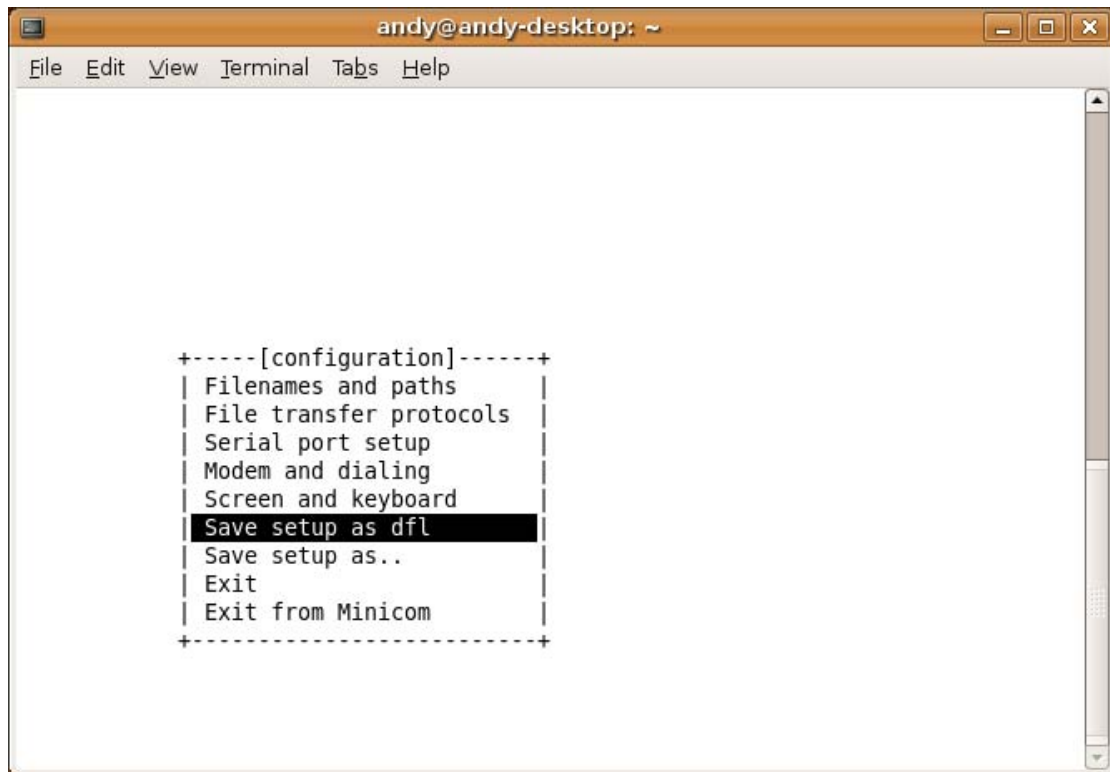 andy@andy-desktop: ~
File Edit View Terminal Tabs Help
+-----[configuration]------+
| Filenames and paths      |
| File transfer protocols  |
| Serial port setup        |
| Modem and dialing        |
| Screen and keyboard      |
| Save setup as dfl        |
| Save setup as..          |
| Exit                     |
| Exit from Minicom        |
+--------------------------+